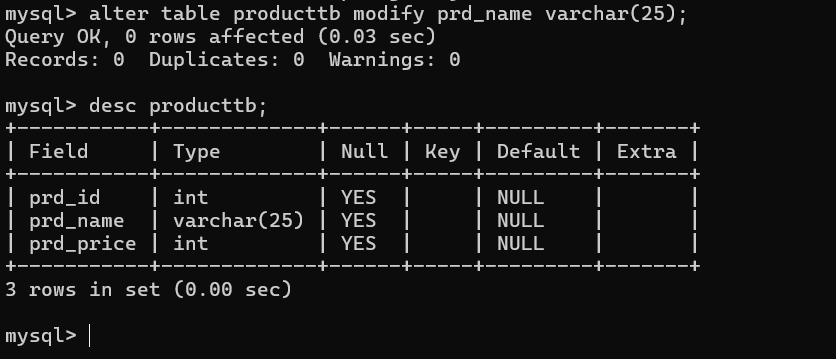 mysql> alter table producttb modify prd_name varchar(25);
Query OK, 0 rows affected (0.03 sec)
Records: 0  Duplicates: 0  Warnings: 0

mysql> desc producttb;
+-----------+-------------+------+-----+---------+-------+
| Field     | Type        | Null | Key | Default | Extra |
+-----------+-------------+------+-----+---------+-------+
| prd_id    | int         | YES  |     | NULL    |       |
| prd_name  | varchar(25) | YES  |     | NULL    |       |
| prd_price | int         | YES  |     | NULL    |       |
+-----------+-------------+------+-----+---------+-------+
3 rows in set (0.00 sec)

mysql>